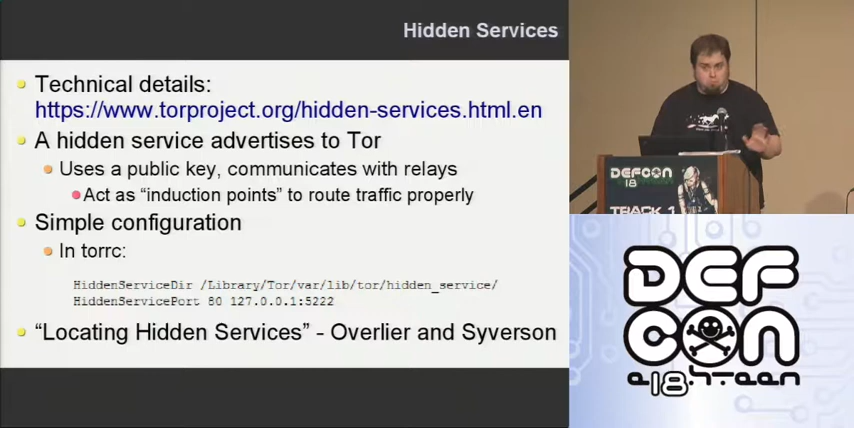 Hidden Services
Technical details:
https://www.torproject.org/hidden-services.html.en
A hidden service advertises to Tor
Uses a public key, communicates with relays
Act as “induction points” to route traffic properly
Simple configuration
In torrc:
HiddenServiceDir /Library/Tor/var/lib/tor/hidden_service/
HiddenServicePort 80 127.0.0.1:5222
“Locating Hidden Services” - Overlier and Syverson
DEFCON
18
TRACK 1
DEF
CON
e18hteen